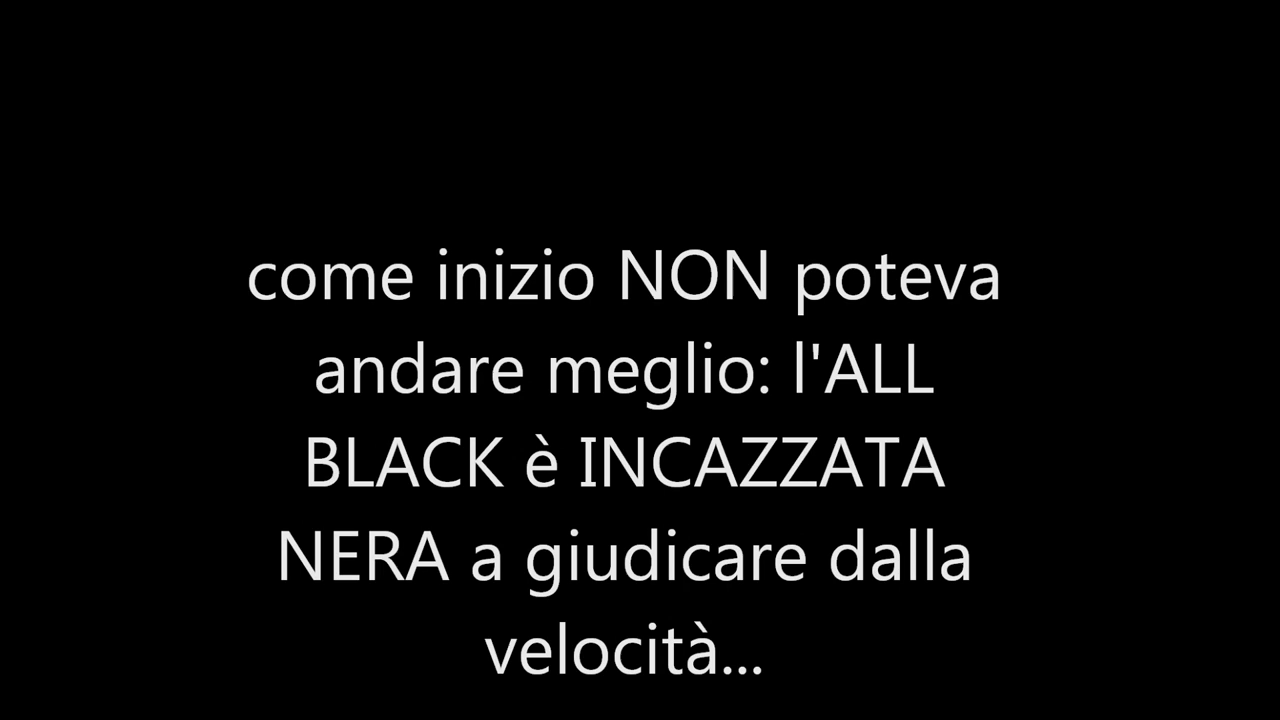 come inizio NON poteva
andare meglio: l'ALL
BLACK è INCAZZATA
NERA a giudicare dalla
velocità...